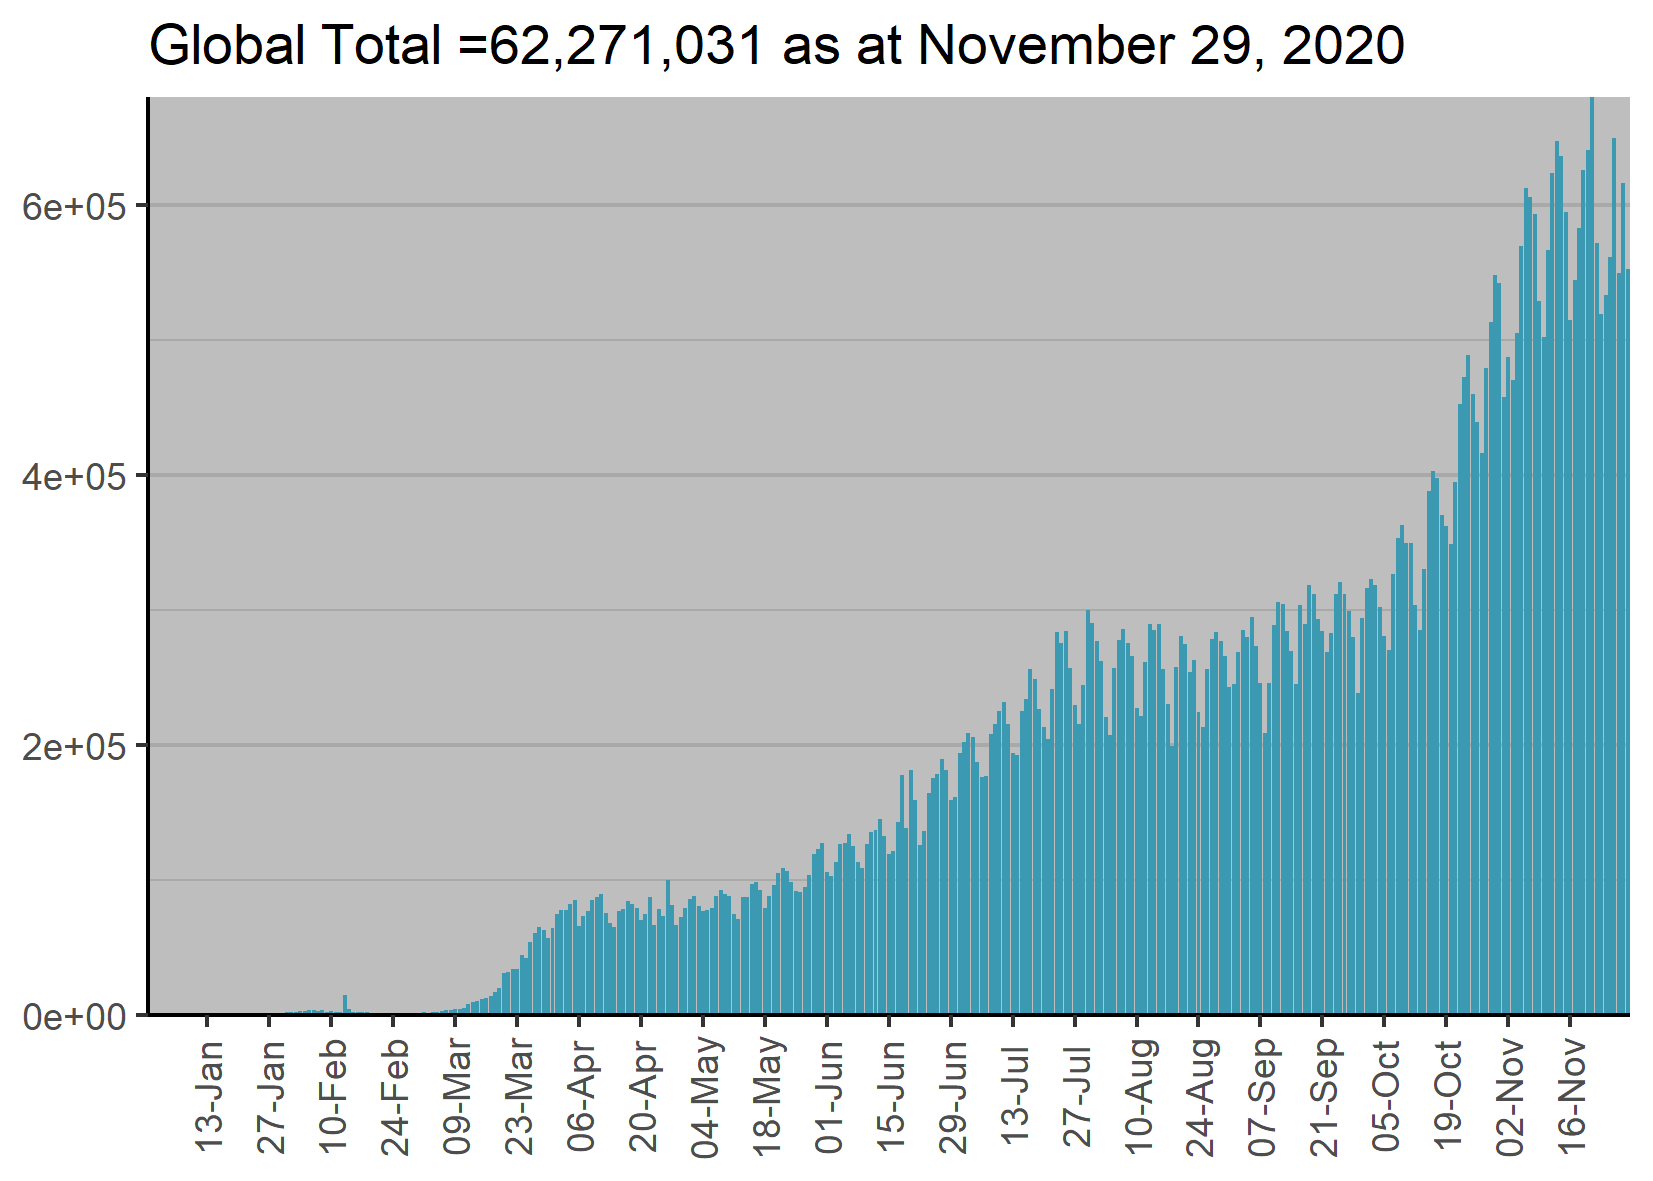 Global Total =62,271,031 as at November 29, 2020
6e+05
4e+05
2e+05
0e+00
13-Jan
27-Jan
10-Feb
24-Feb
09-Mar
23-Mar
06-Apr
20-Apr
04-May
18-May
01-Jun
15-Jun
29-Jun
13-Jul
27-Jul
10-Aug
24-Aug
07-Sep
21-Sep
05-Oct
19-Oct
02-Nov
16-Nov